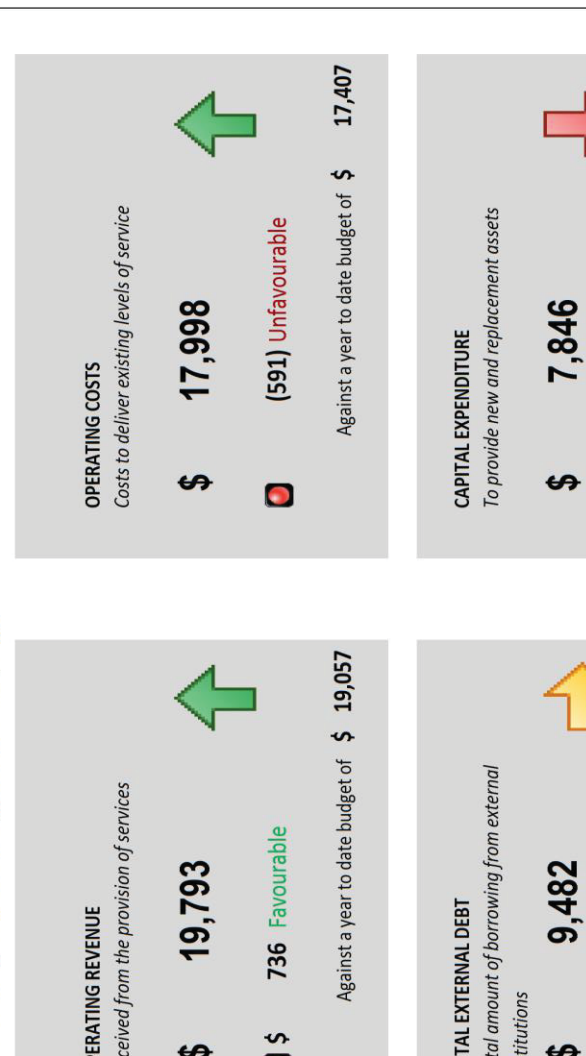 PERATING REVENUE
ceived from the provision of services
$ 19,793
$ 736 Favourable
Against a year to date budget of $ 19,057
OPERATING COSTS
Costs to deliver existing levels of service
$ 17,998
(591) Unfavourable
Against a year to date budget of $ 17,407
TAL EXTERNAL DEBT
tal amount of borrowing from external
titutions
$ 9,482
CAPITAL EXPENDITURE
To provide new and replacement assets
$ 7,846